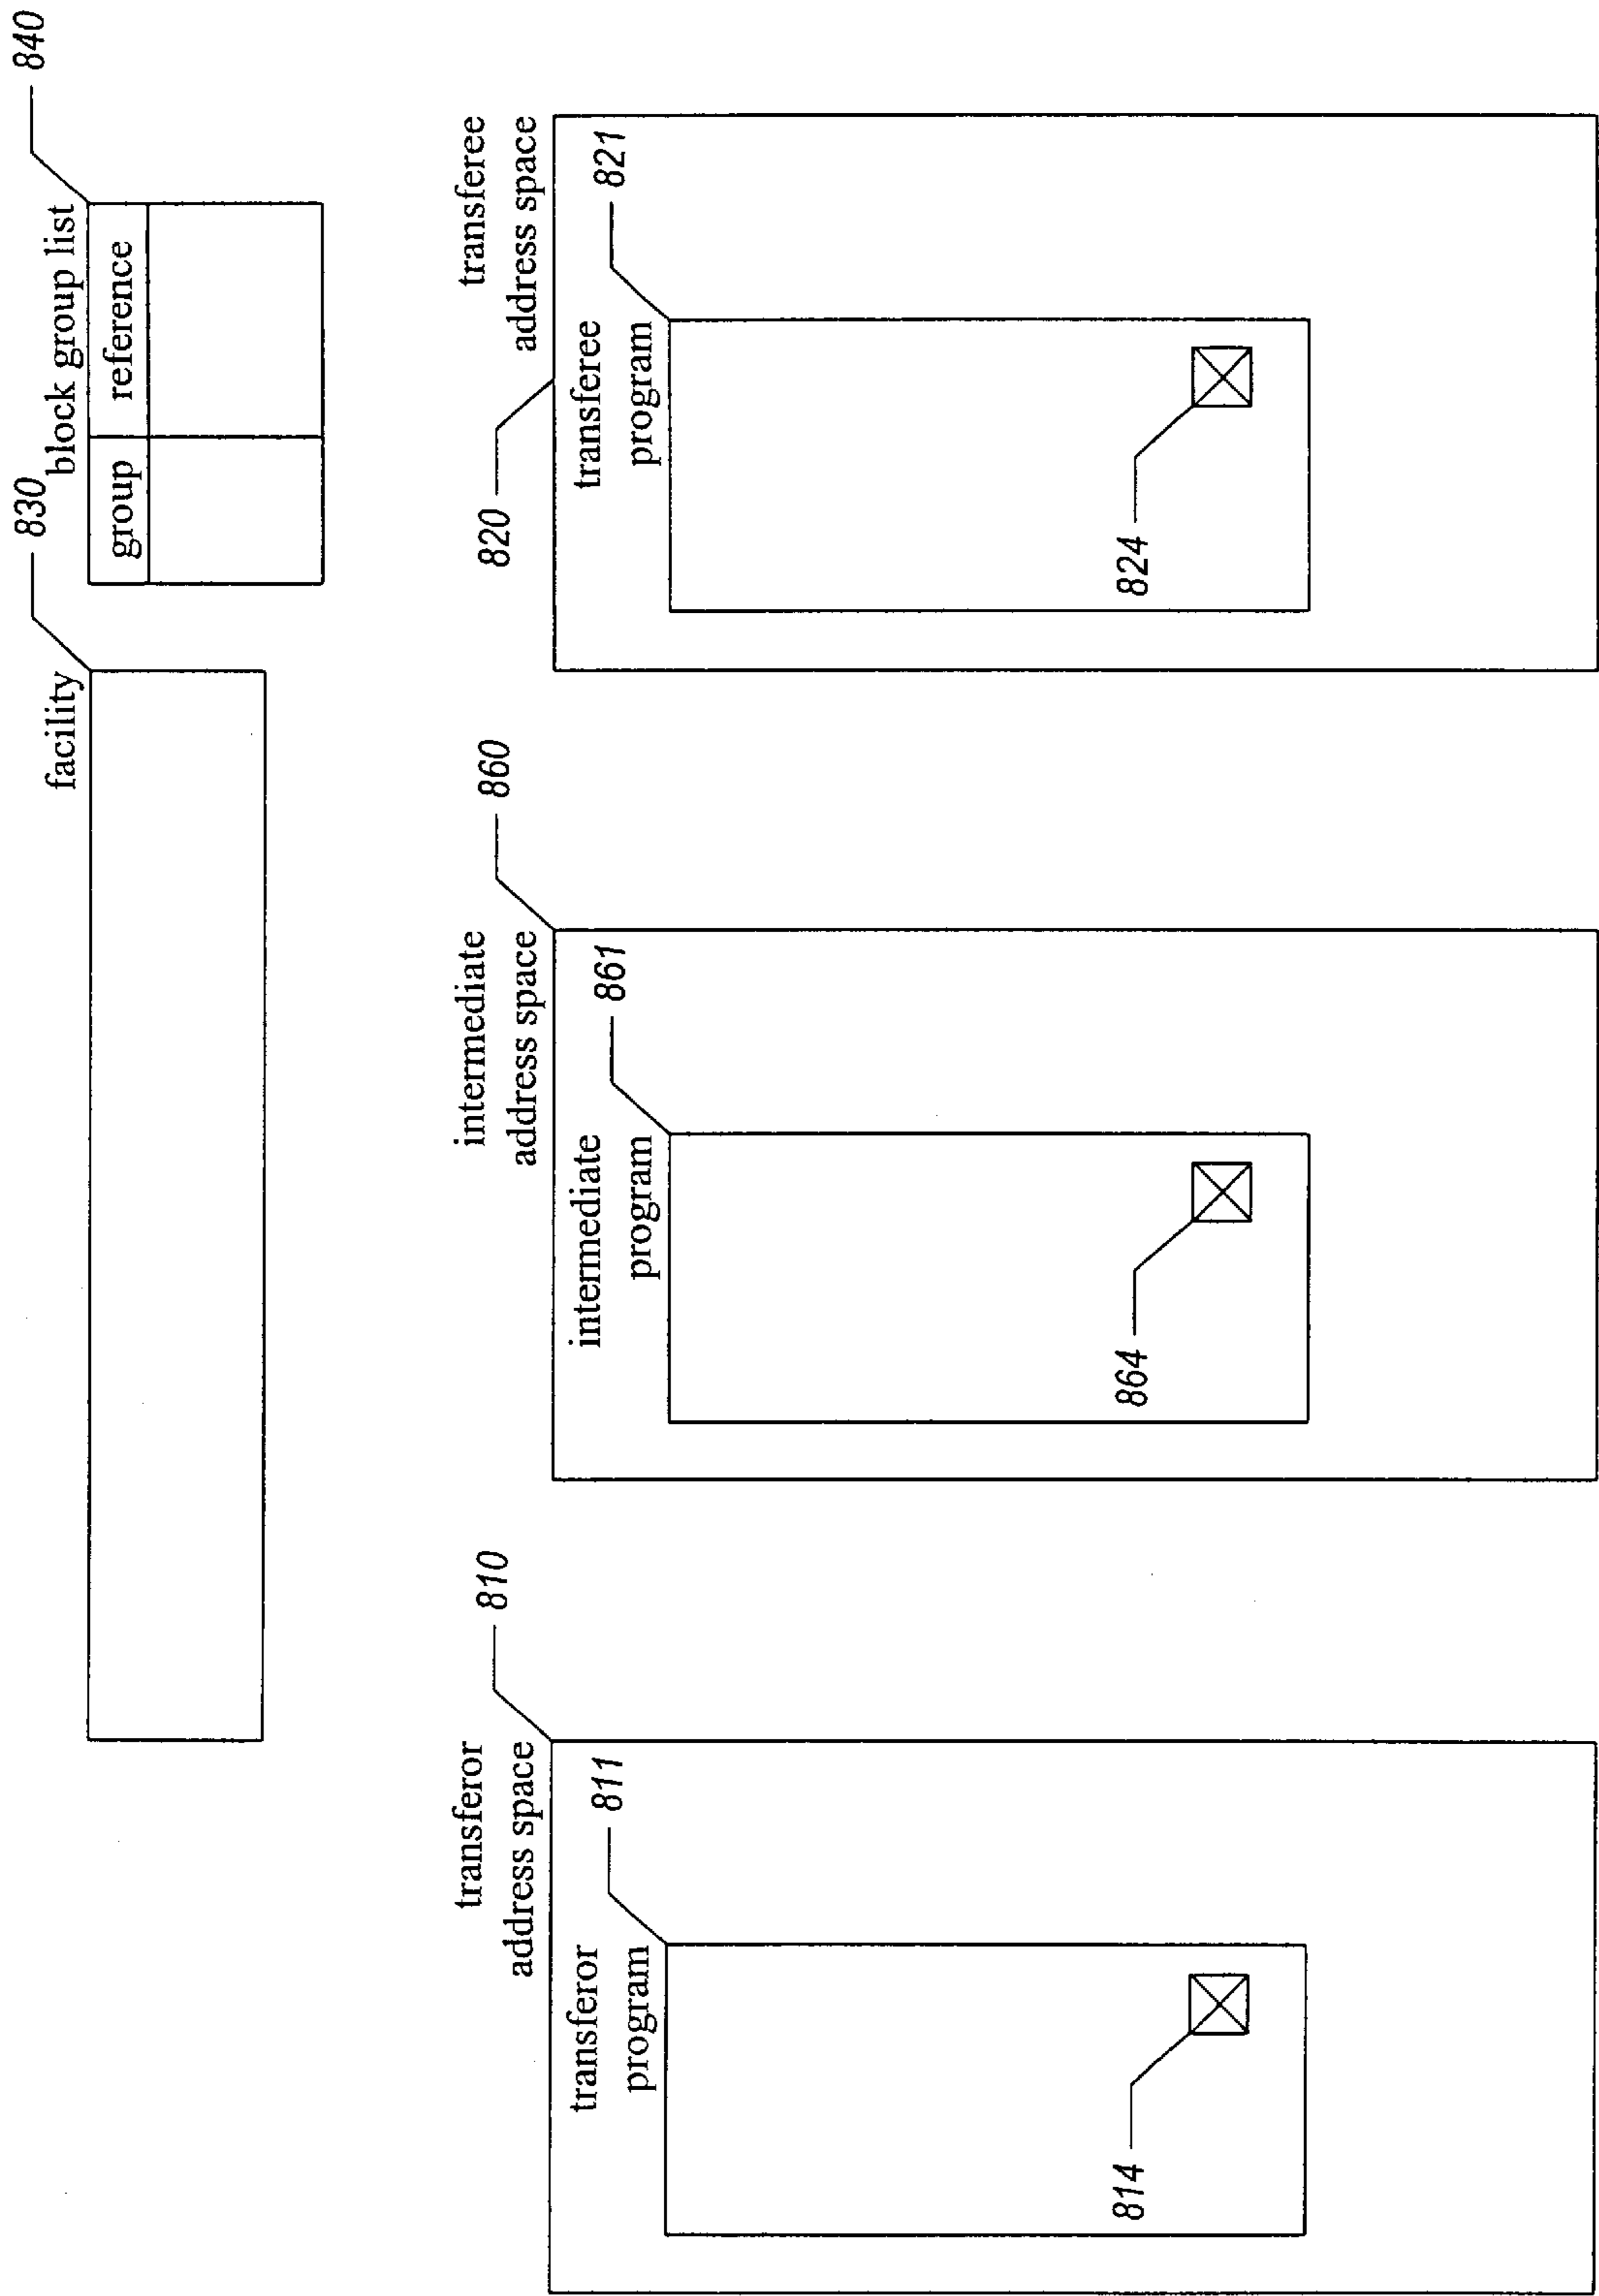 840
830
block group list
facility
group
reference
transferor
address space
810
transferor
program
811
814
intermediate
address space
860
intermediate
program
861
864
transferee
address space
820
transferee
program
821
824